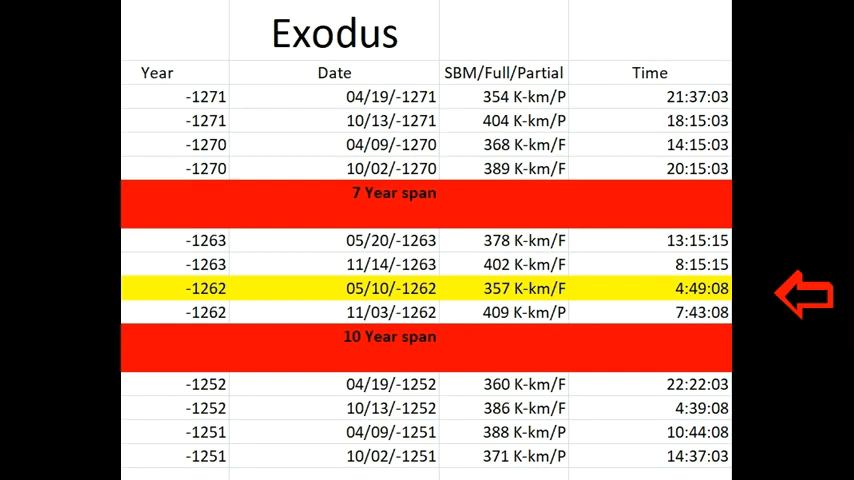 Exodus
Year Date SBM/Full/Partial Time
-1271 04/19/-1271 354 K-km/P 21:37:03
-1271 10/13/-1271 404 K-km/P 18:15:03
-1270 04/09/-1270 368 K-km/F 14:15:03
-1270 10/02/-1270 389 K-km/F 20:15:03
7 Year span
-1263 05/20/-1263 378 K-km/F 13:15:15
-1263 11/14/-1263 402 K-km/F 8:15:15
-1262 05/10/-1262 357 K-km/F 4:49:08
-1262 11/03/-1262 409 K-km/P 7:43:08
10 Year span
-1252 04/19/-1252 360 K-km/F 22:22:03
-1252 10/13/-1252 386 K-km/F 4:39:08
-1251 04/09/-1251 388 K-km/P 10:44:08
-1251 10/02/-1251 371 K-km/P 14:37:03